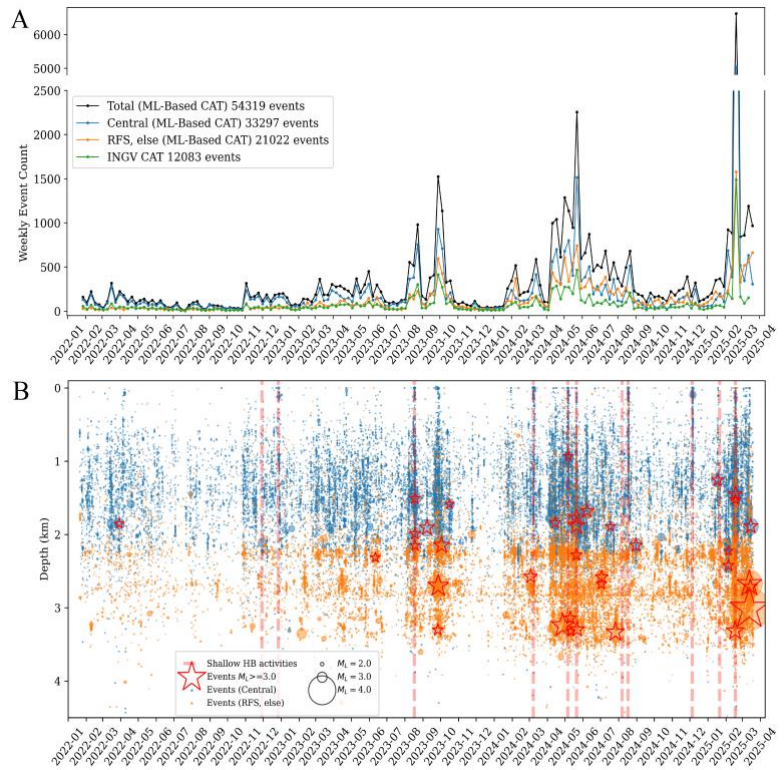 A
6000
5000
2500
2000
1500
1000
500
0
Weekly Event Count
Total (ML-Based CAT) 54319 events
Central (ML-Based CAT) 33297 events
RFS, else (ML-Based CAT) 21022 events
INGV CAT 12083 events
2022-01 2022-02 2022-03 2022-04 2022-05 2022-06 2022-07 2022-08 2022-09 2022-10 2022-11 2022-12 2023-01 2023-02 2023-03 2023-04 2023-05 2023-06 2023-07 2023-08 2023-09 2023-10 2023-11 2023-12 2024-01 2024-02 2024-03 2024-04 2024-05 2024-06 2024-07 2024-08 2024-09 2024-10 2024-11 2024-12 2025-01 2025-02 2025-03 2025-04
B
0
1
2
3
4
Depth (km)
Shallow HB activities
Events M_L>=3.0
Events (Central)
Events (RFS, else)
M_L = 2.0
M_L = 3.0
M_L = 4.0
2022-01 2022-02 2022-03 2022-04 2022-05 2022-06 2022-07 2022-08 2022-09 2022-10 2022-11 2022-12 2023-01 2023-02 2023-03 2023-04 2023-05 2023-06 2023-07 2023-08 2023-09 2023-10 2023-11 2023-12 2024-01 2024-02 2024-03 2024-04 2024-05 2024-06 2024-07 2024-08 2024-09 2024-10 2024-11 2024-12 2025-01 2025-02 2025-03 2025-04